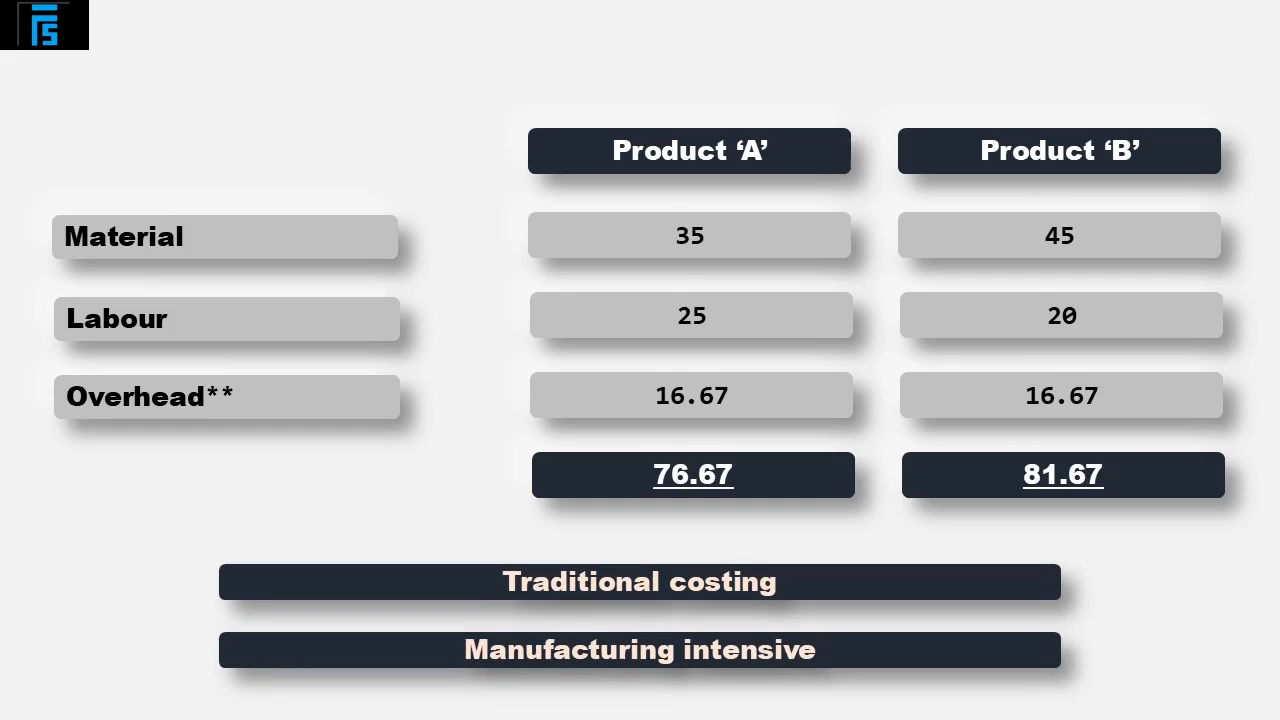 Product ‘A’ Product ‘B’
Material 35 45
Labour 25 20
Overhead** 16.67 16.67
76.67 81.67
Traditional costing
Manufacturing intensive